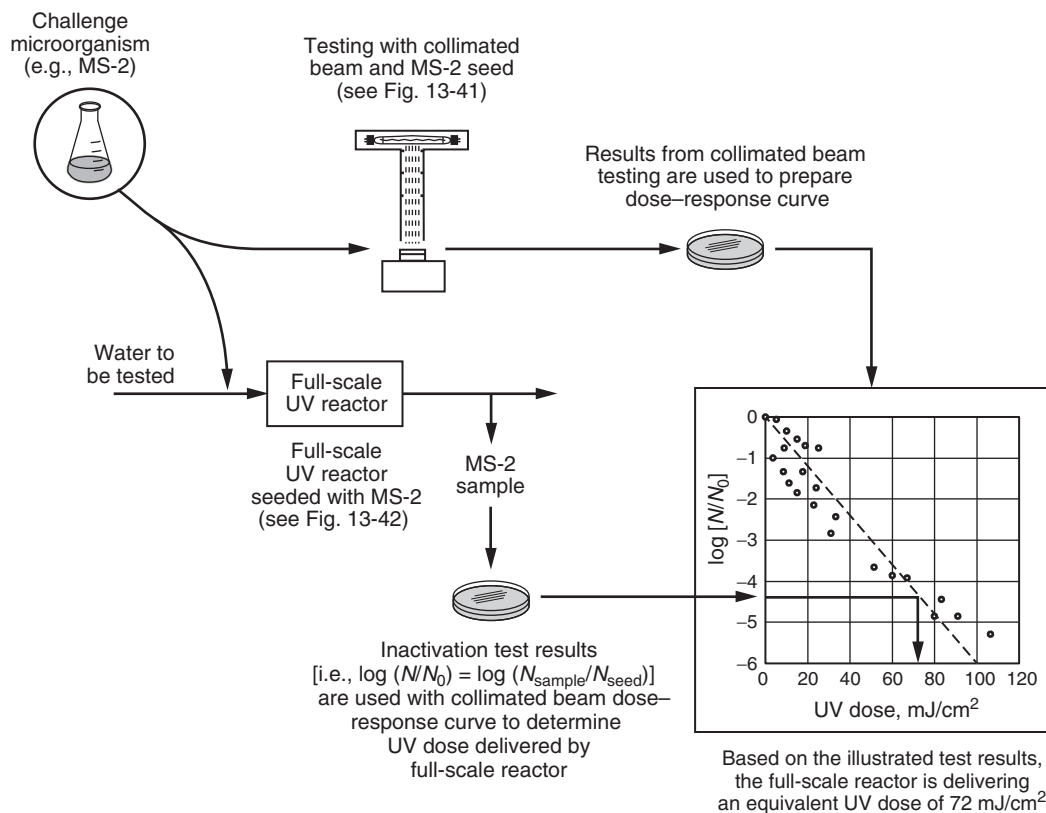 Challenge
microorganism
(e.g., MS-2)
Testing with collimated
beam and MS-2 seed
(see Fig. 13-41)
Results from collimated beam
testing are used to prepare
dose–response curve
Water to
be tested
Full-scale
UV reactor
Full-scale
UV reactor
seeded with MS-2
(see Fig. 13-42)
MS-2
sample
Inactivation test results
[i.e., log (N/N₀) = log (Nsample/Nseed)]
are used with collimated beam dose–
response curve to determine
UV dose delivered by
full-scale reactor
log [N/N₀]
0
−1
−2
−3
−4
−5
−6
0 20 40 60 80 100 120
UV dose, mJ/cm²
Based on the illustrated test results,
the full-scale reactor is delivering
an equivalent UV dose of 72 mJ/cm²